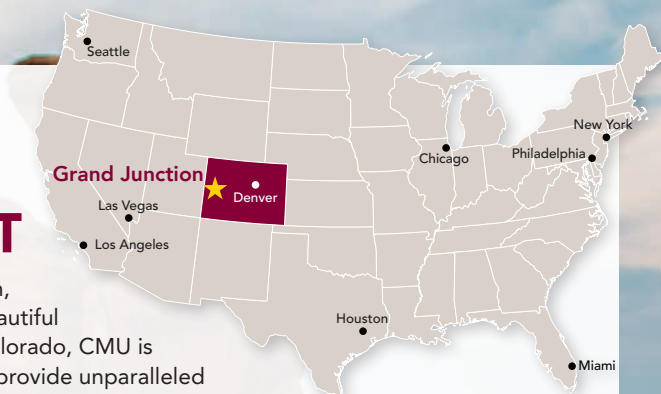 Seattle
New York
Chicago
Philadelphia
Grand Junction
Denver
Las Vegas
Los Angeles
T
Houston
Miami
autiful
lorado, CMU is
provide unparalleled